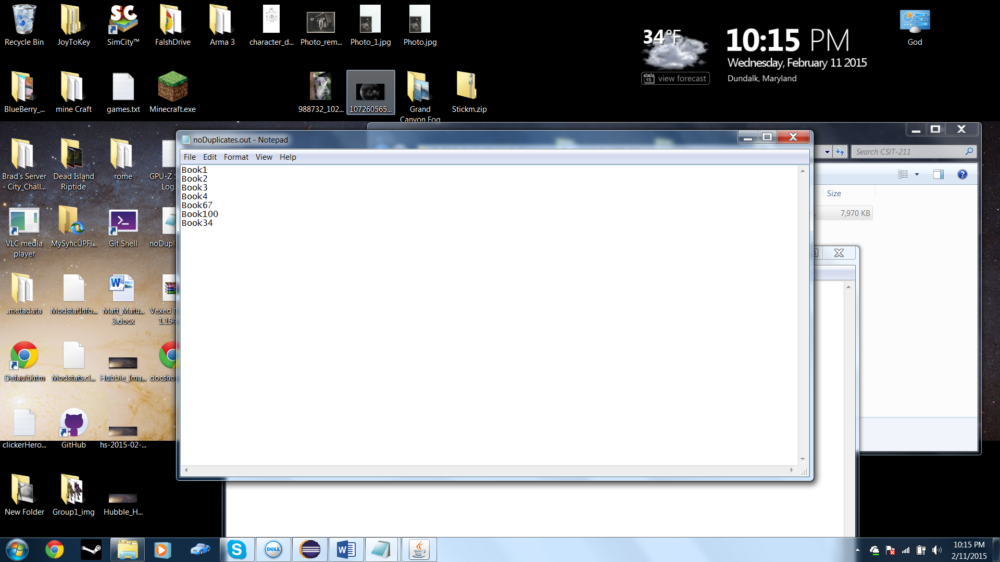 Recycle Bin
JoyToKey
SimCity™
FalshDrive
Arma 3
character_d...
Photo_rem...
Photo_1.jpg
Photo.jpg
34°F
view forecast
15
10:15 PM
Wednesday, February 11 2015
Dundalk, Maryland
God
BlueBerry_...
mine Craft
games.txt
Minecraft.exe
988732_102...
107260565...
Grand
Canyon Fog
Stickm.zip
noDuplicates.out - Notepad
File Edit Format View Help
Book1
Book2
Book3
Book4
Book67
Book100
Book34
Search CSIT-211
Size
7,970 KB
Brad's Server
- City_Chall...
Dead Island
Riptide
rome
GPU-Z
Log
VLC media
player
MySyncUPFi...
Git Shell
noDupl
.metadata
ModstatInfo...
Matt_Matu...
3.docx
Vexed
1.154
Default.htm
Modstats.cl...
Hubble_Ima...
docsho
clickerHero...
GitHub
hs-2015-02-...
New Folder
Group1_img
Hubble_H...
DELL
10:15 PM
2/11/2015